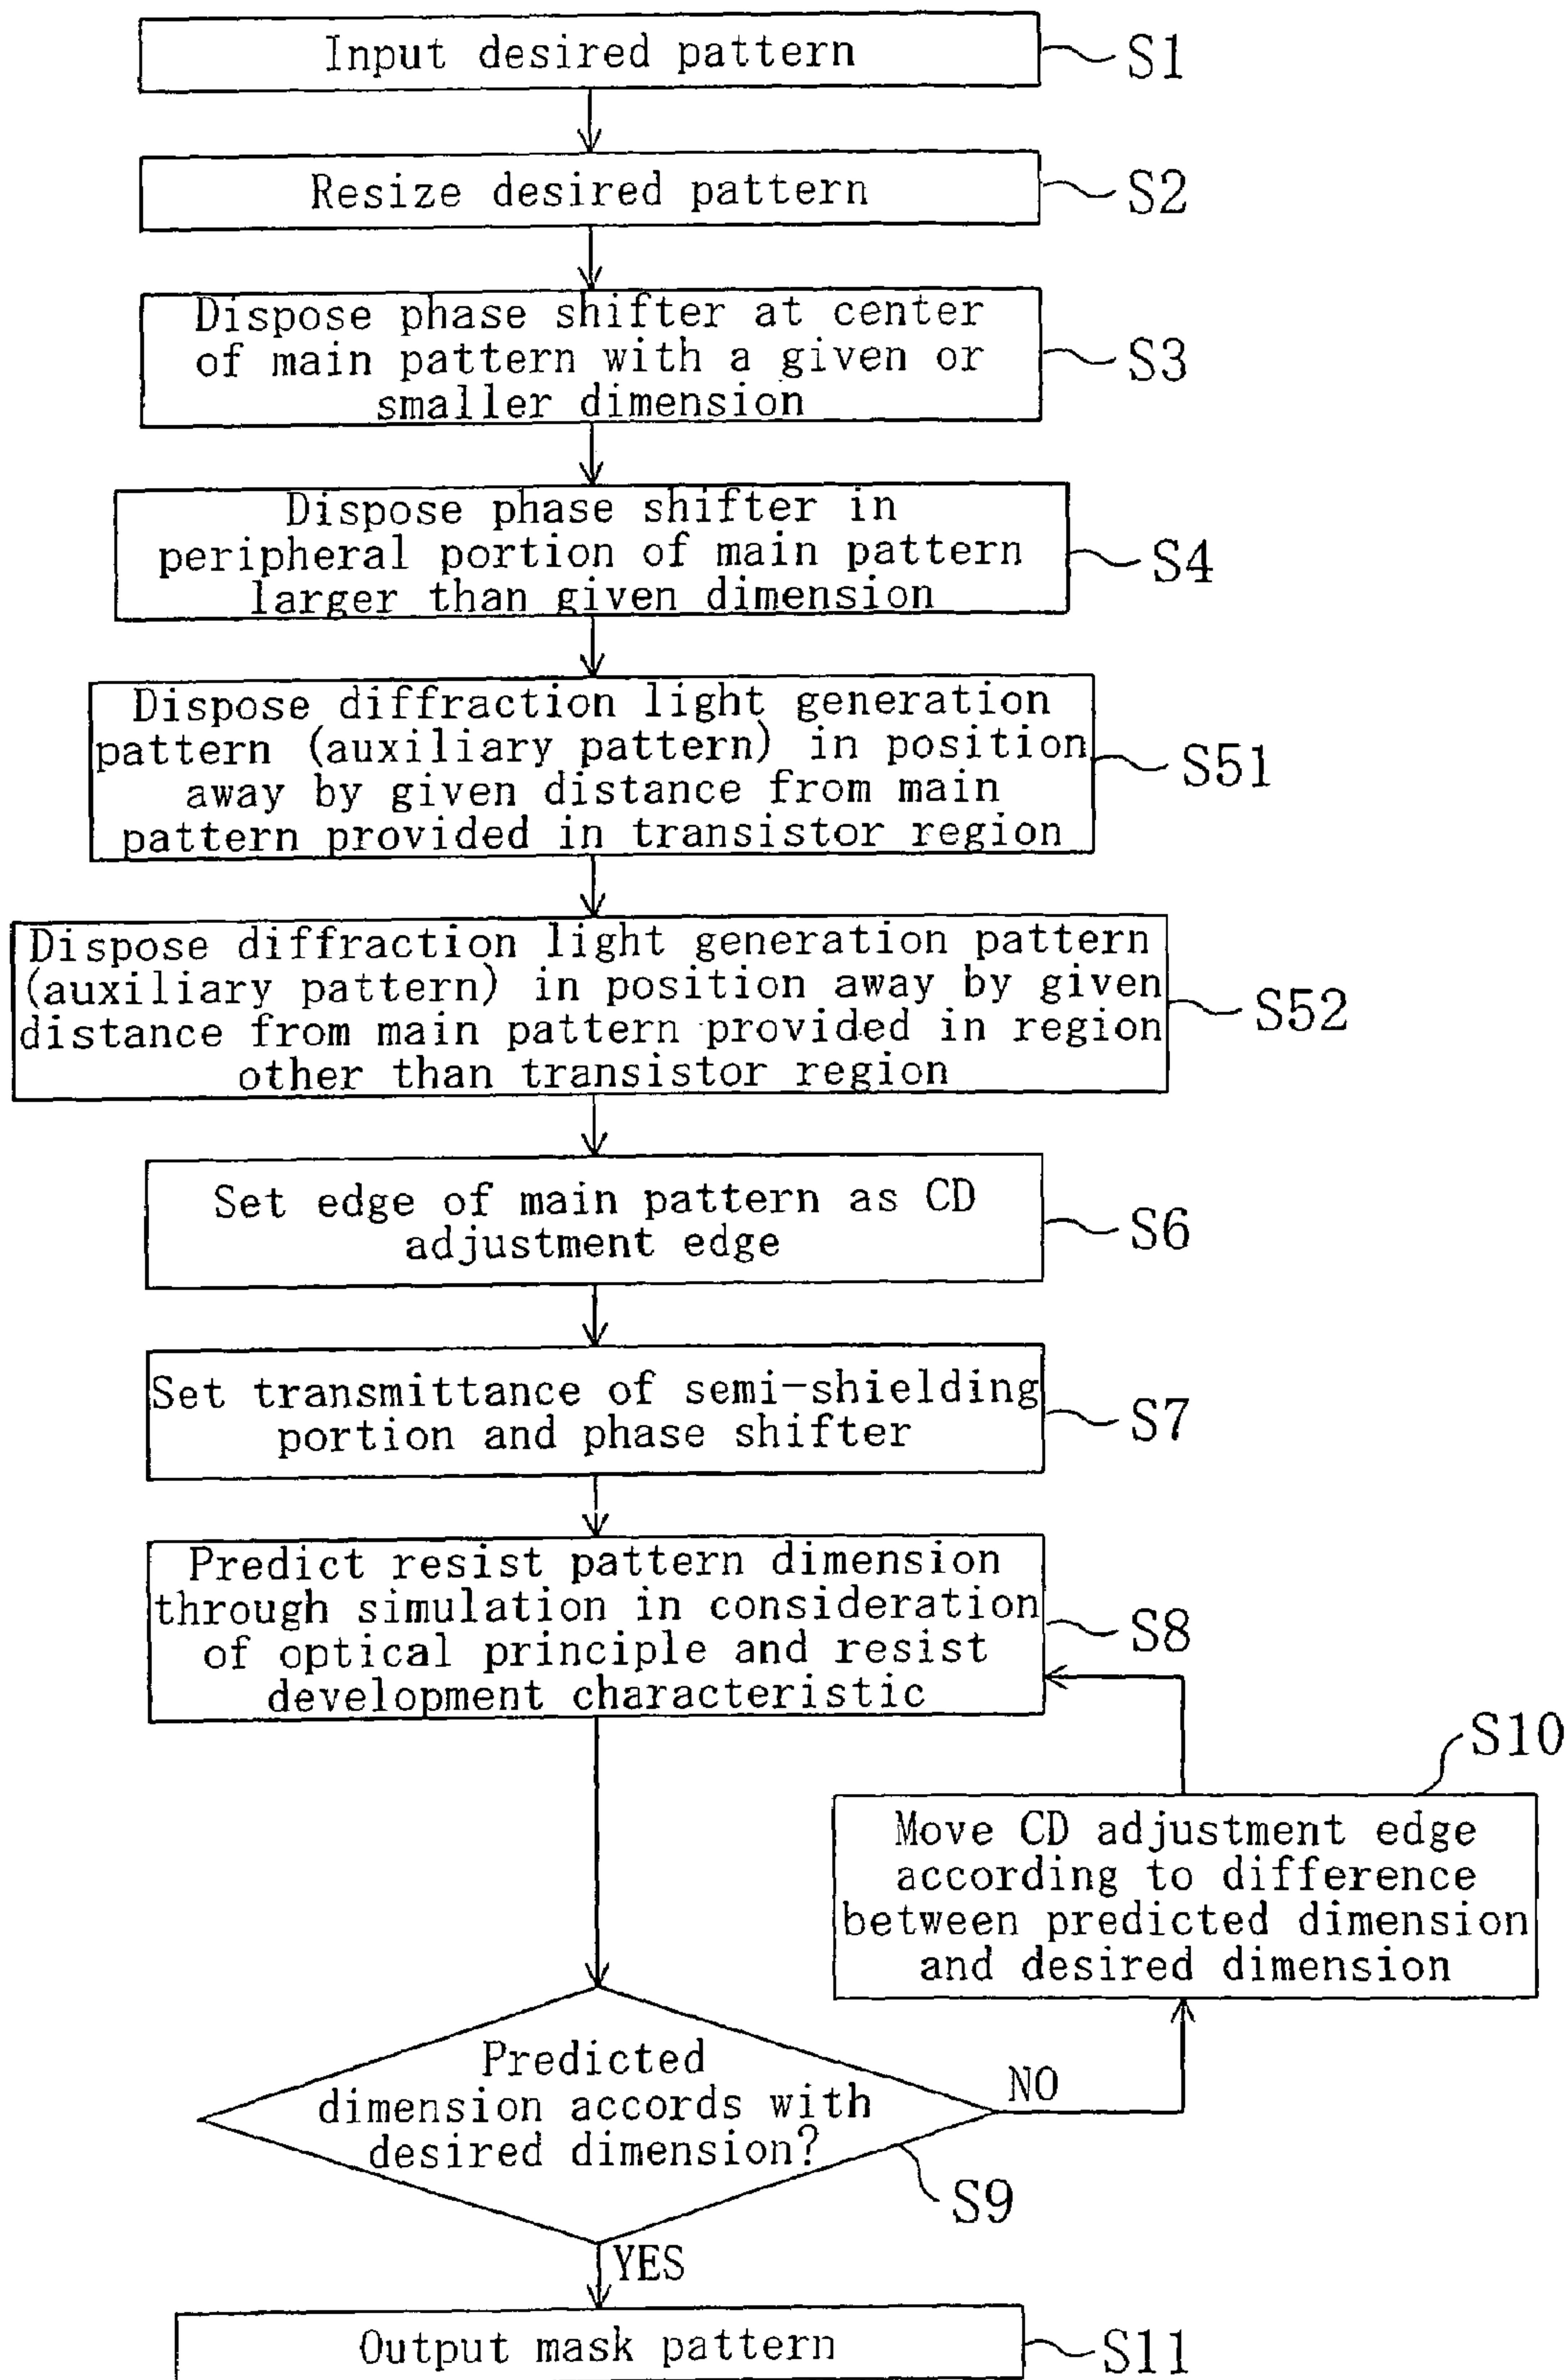 Input desired pattern
S1
Resize desired pattern
S2
Dispose phase shifter at center
of main pattern with a given or
smaller dimension
S3
Dispose phase shifter in
peripheral portion of main pattern
larger than given dimension
S4
Dispose diffraction light generation
pattern (auxiliary pattern) in position
away by given distance from main
pattern provided in transistor region
S51
Dispose diffraction light generation pattern
(auxiliary pattern) in position away by given
distance from main pattern provided in region
other than transistor region
S52
Set edge of main pattern as CD
adjustment edge
S6
Set transmittance of semi-shielding
portion and phase shifter
S7
Predict resist pattern dimension
through simulation in consideration
of optical principle and resist
development characteristic
S8
S10
Move CD adjustment edge
according to difference
between predicted dimension
and desired dimension
Predicted
dimension accords with
desired dimension?
NO
S9
YES
Output mask pattern
S11